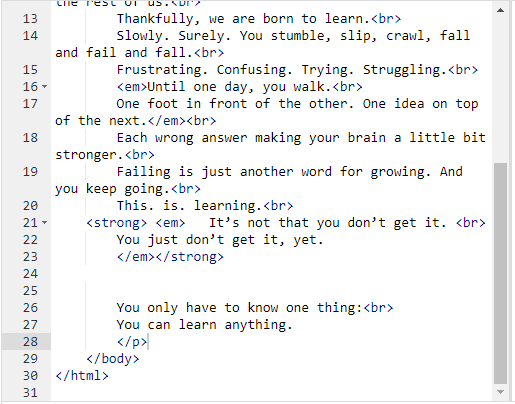 the rest of us.<br>
13 Thankfully, we are born to learn.<br>
14 Slowly. Surely. You stumble, slip, crawl, fall
and fail and fall.<br>
15 Frustrating. Confusing. Trying. Struggling.<br>
16 <em>Until one day, you walk.<br>
17 One foot in front of the other. One idea on top
of the next.</em><br>
18 Each wrong answer making your brain a little bit
stronger.<br>
19 Failing is just another word for growing. And
you keep going.<br>
20 This. is. learning.<br>
21 <strong> <em>   It’s not that you don’t get it. <br>
22 You just don’t get it, yet.
23 </em></strong>
24
25
26 You only have to know one thing:<br>
27 You can learn anything.
28 </p>
29 </body>
30 </html>
31